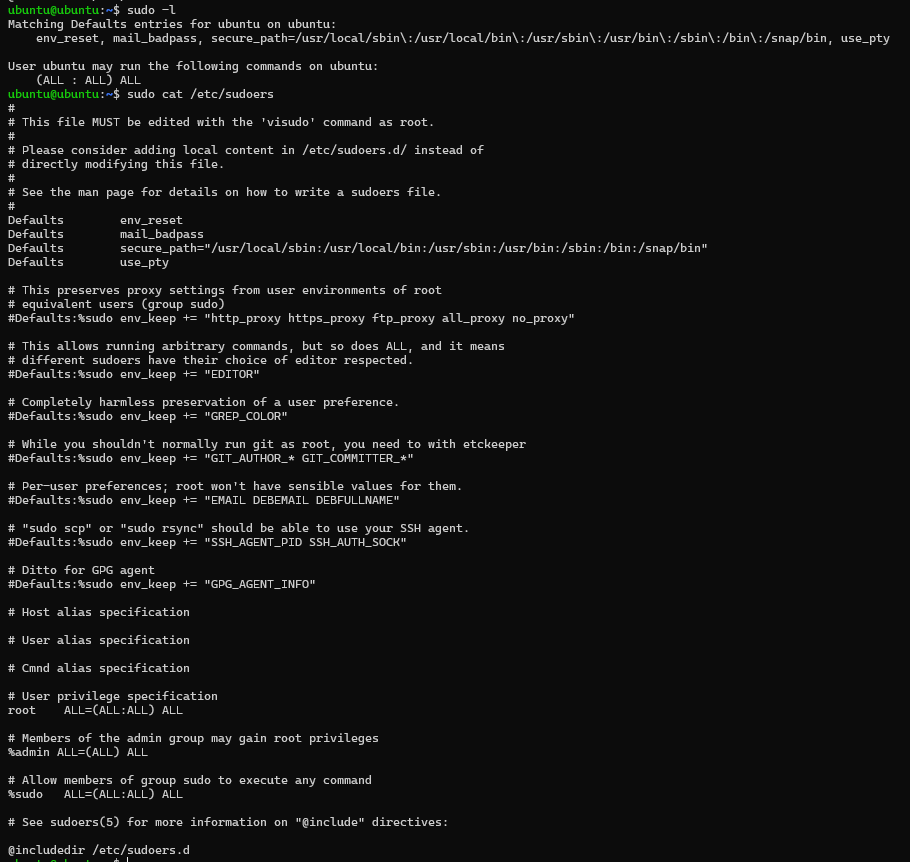 ubuntu@ubuntu:~$ sudo -l
Matching Defaults entries for ubuntu on ubuntu:
    env_reset, mail_badpass, secure_path=/usr/local/sbin\:/usr/local/bin\:/usr/sbin\:/usr/bin\:/sbin\:/bin\:/snap/bin, use_pty

User ubuntu may run the following commands on ubuntu:
    (ALL : ALL) ALL
ubuntu@ubuntu:~$ sudo cat /etc/sudoers
#
# This file MUST be edited with the 'visudo' command as root.
#
# Please consider adding local content in /etc/sudoers.d/ instead of
# directly modifying this file.
#
# See the man page for details on how to write a sudoers file.
#
Defaults        env_reset
Defaults        mail_badpass
Defaults        secure_path="/usr/local/sbin:/usr/local/bin:/usr/sbin:/usr/bin:/sbin:/bin:/snap/bin"
Defaults        use_pty

# This preserves proxy settings from user environments of root
# equivalent users (group sudo)
#Defaults:%sudo env_keep += "http_proxy https_proxy ftp_proxy all_proxy no_proxy"

# This allows running arbitrary commands, but so does ALL, and it means
# different sudoers have their choice of editor respected.
#Defaults:%sudo env_keep += "EDITOR"

# Completely harmless preservation of a user preference.
#Defaults:%sudo env_keep += "GREP_COLOR"

# While you shouldn't normally run git as root, you need to with etckeeper
#Defaults:%sudo env_keep += "GIT_AUTHOR_* GIT_COMMITTER_*"

# Per-user preferences; root won't have sensible values for them.
#Defaults:%sudo env_keep += "EMAIL DEBEMAIL DEBFULLNAME"

# "sudo scp" or "sudo rsync" should be able to use your SSH agent.
#Defaults:%sudo env_keep += "SSH_AGENT_PID SSH_AUTH_SOCK"

# Ditto for GPG agent
#Defaults:%sudo env_keep += "GPG_AGENT_INFO"

# Host alias specification

# User alias specification

# Cmnd alias specification

# User privilege specification
root    ALL=(ALL:ALL) ALL

# Members of the admin group may gain root privileges
%admin ALL=(ALL) ALL

# Allow members of group sudo to execute any command
%sudo   ALL=(ALL:ALL) ALL

# See sudoers(5) for more information on "@include" directives:

@includedir /etc/sudoers.d